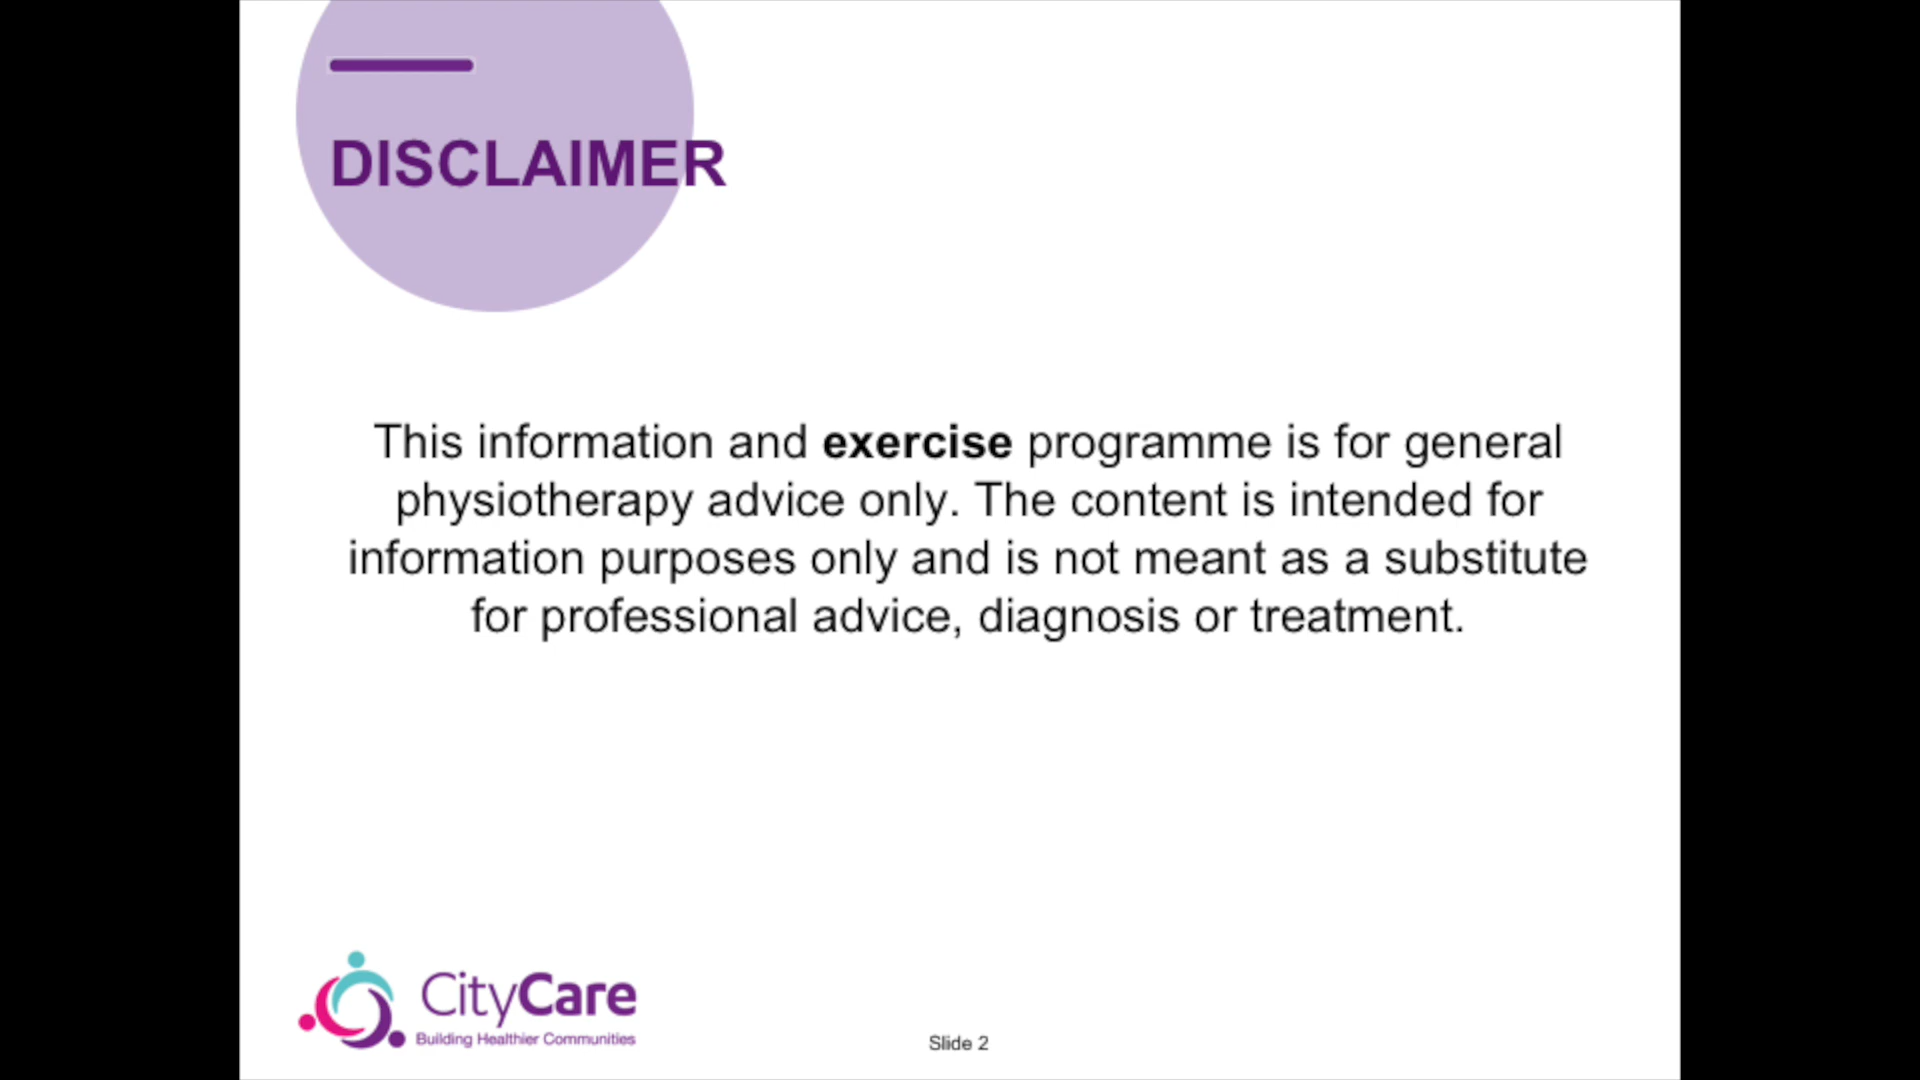 DISCLAIMER
This information and exercise programme is for general
physiotherapy advice only. The content is intended for
information purposes only and is not meant as a substitute
for professional advice, diagnosis or treatment.
CityCare
Building Healthier Communities
Slide 2